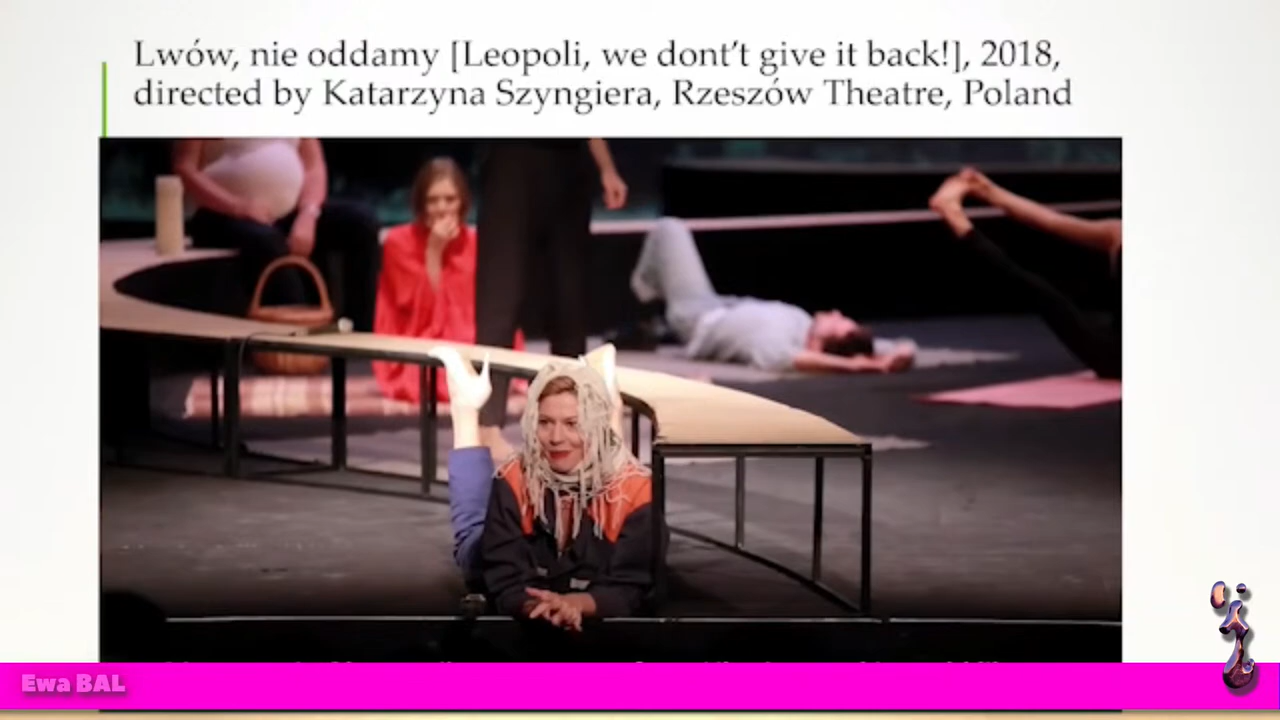 Lwów, nie oddamy [Leopoli, we dont't give it back!], 2018,
directed by Katarzyna Szyngiera, Rzeszów Theatre, Poland
Ewa BAL